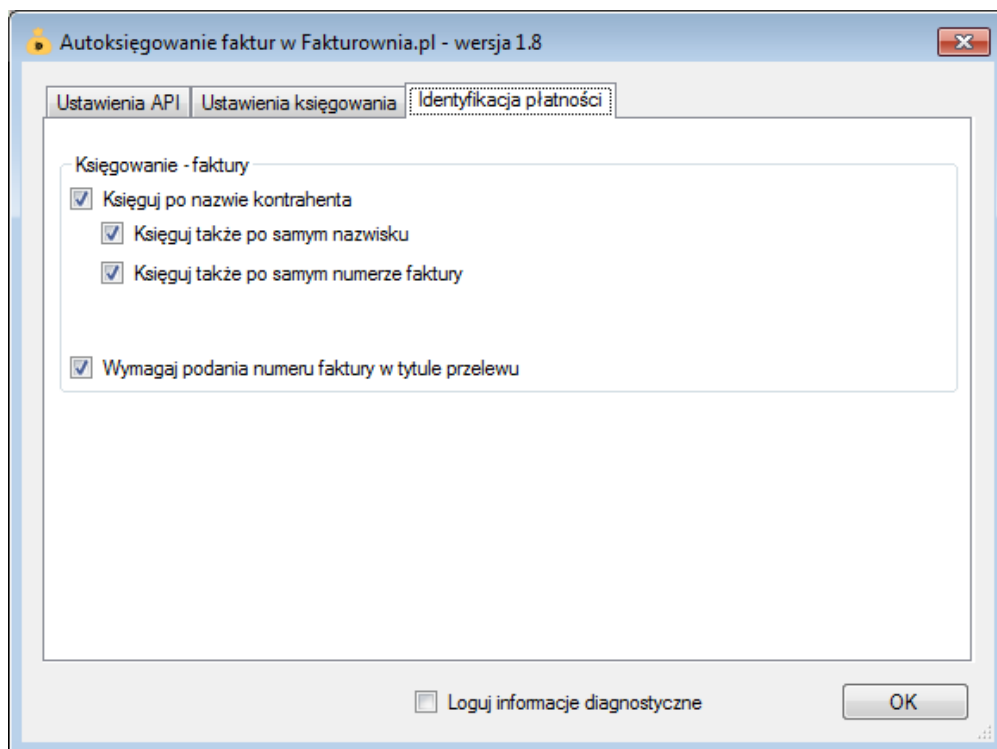 Autoksięgowanie faktur w Fakturownia.pl - wersja 1.8
Ustawienia API Ustawienia księgowania Identyfikacja płatności
Księgowanie - faktury
Księguj po nazwie kontrahenta
Księguj także po samym nazwisku
Księguj także po samym numerze faktury
Wymagaj podania numeru faktury w tytule przelewu
Loguj informacje diagnostyczne OK